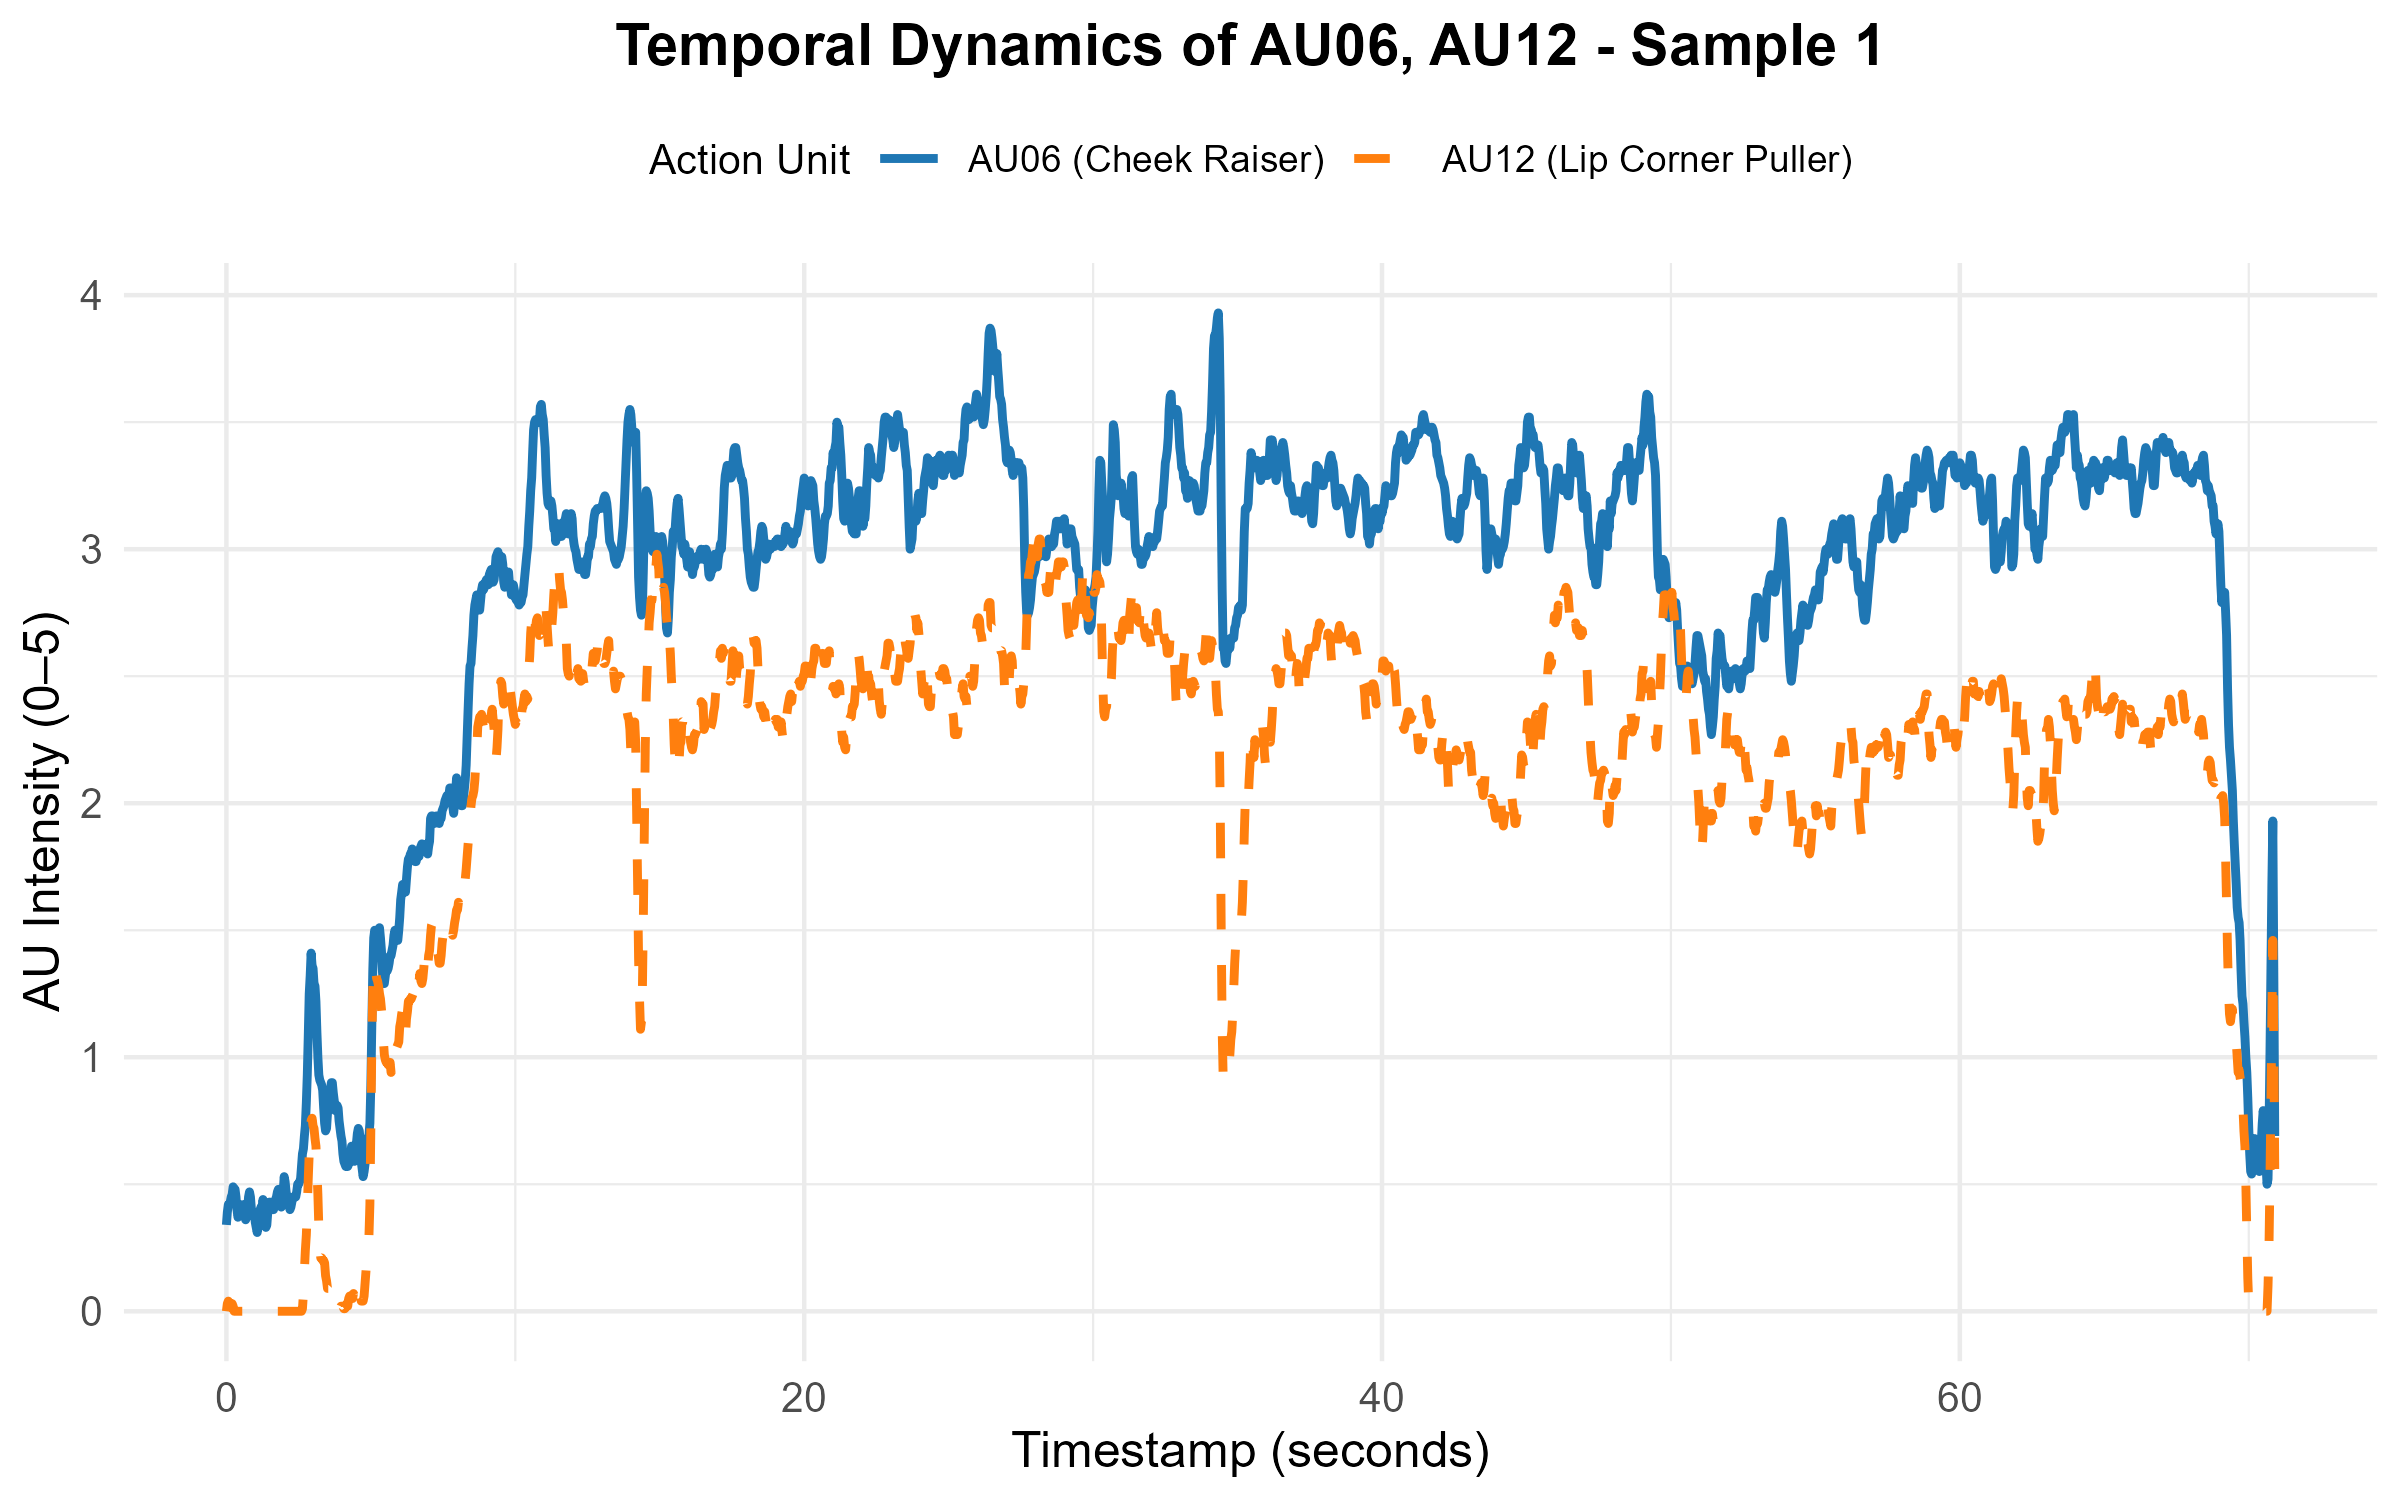 Temporal Dynamics of AU06, AU12 - Sample 1
Action Unit AU06 (Cheek Raiser) AU12 (Lip Corner Puller)
AU Intensity (0–5)
4
3
2
1
0
0 20 40 60
Timestamp (seconds)